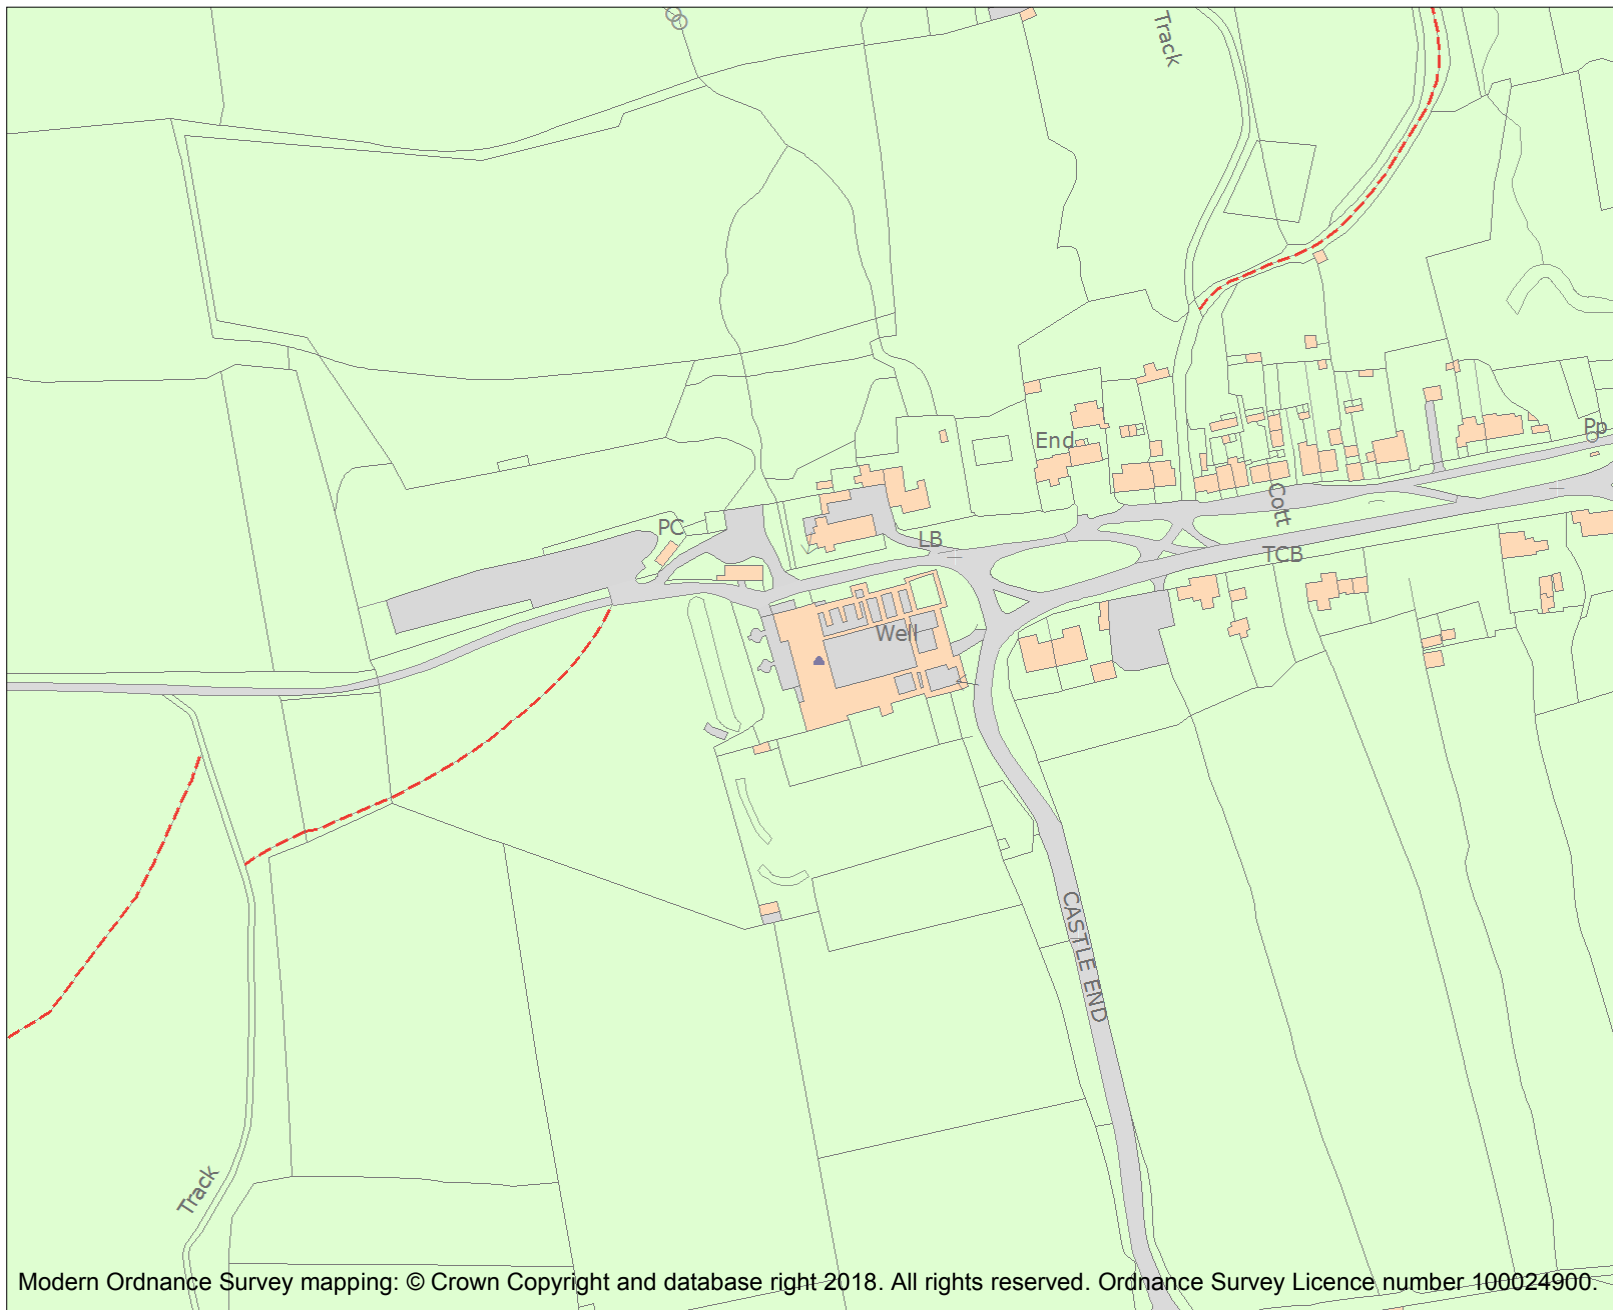 Track
End
Pp
Cott
PC
LB
TCB
Well
CASTLE END
Track
Modern Ordnance Survey mapping: © Crown Copyright and database right 2018. All rights reserved. Ordnance Survey Licence number 100024900.